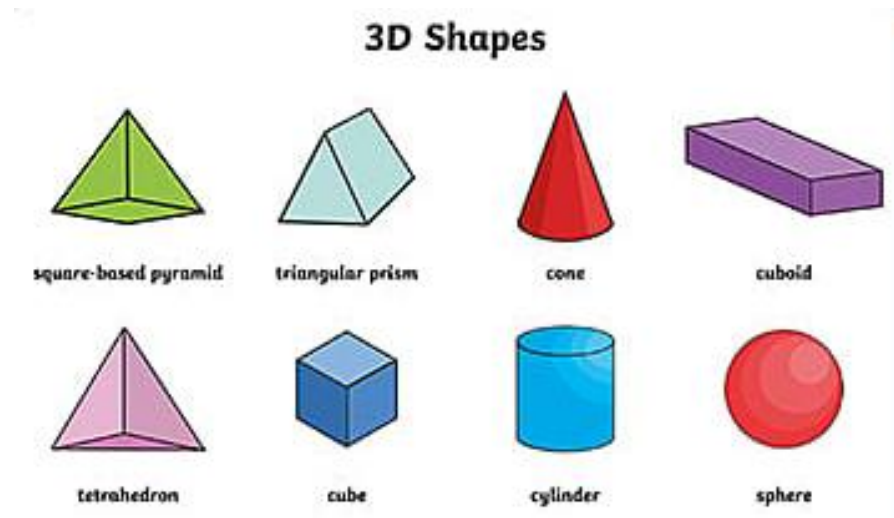 3D Shapes
square-based pyramid
triangular prism
cone
cuboid
tetrahedron
cube
cylinder
sphere